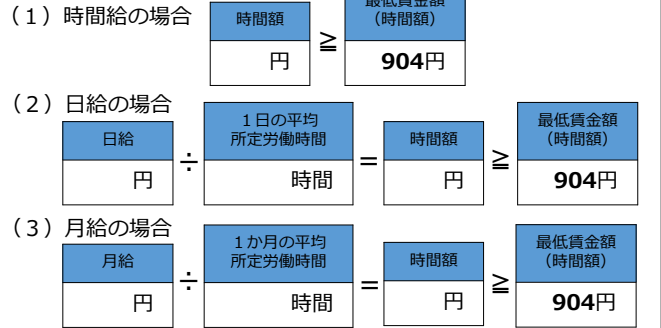 (1)時間給の場合
時間額
円
≧
最低賃金額
(時間額)
904円
(2)日給の場合
日給
円
÷
1日の平均
所定労働時間
時間
=
時間額
円
≧
最低賃金額
(時間額)
904円
(3)月給の場合
月給
円
÷
1か月の平均
所定労働時間
時間
=
時間額
円
≧
最低賃金額
(時間額)
904円